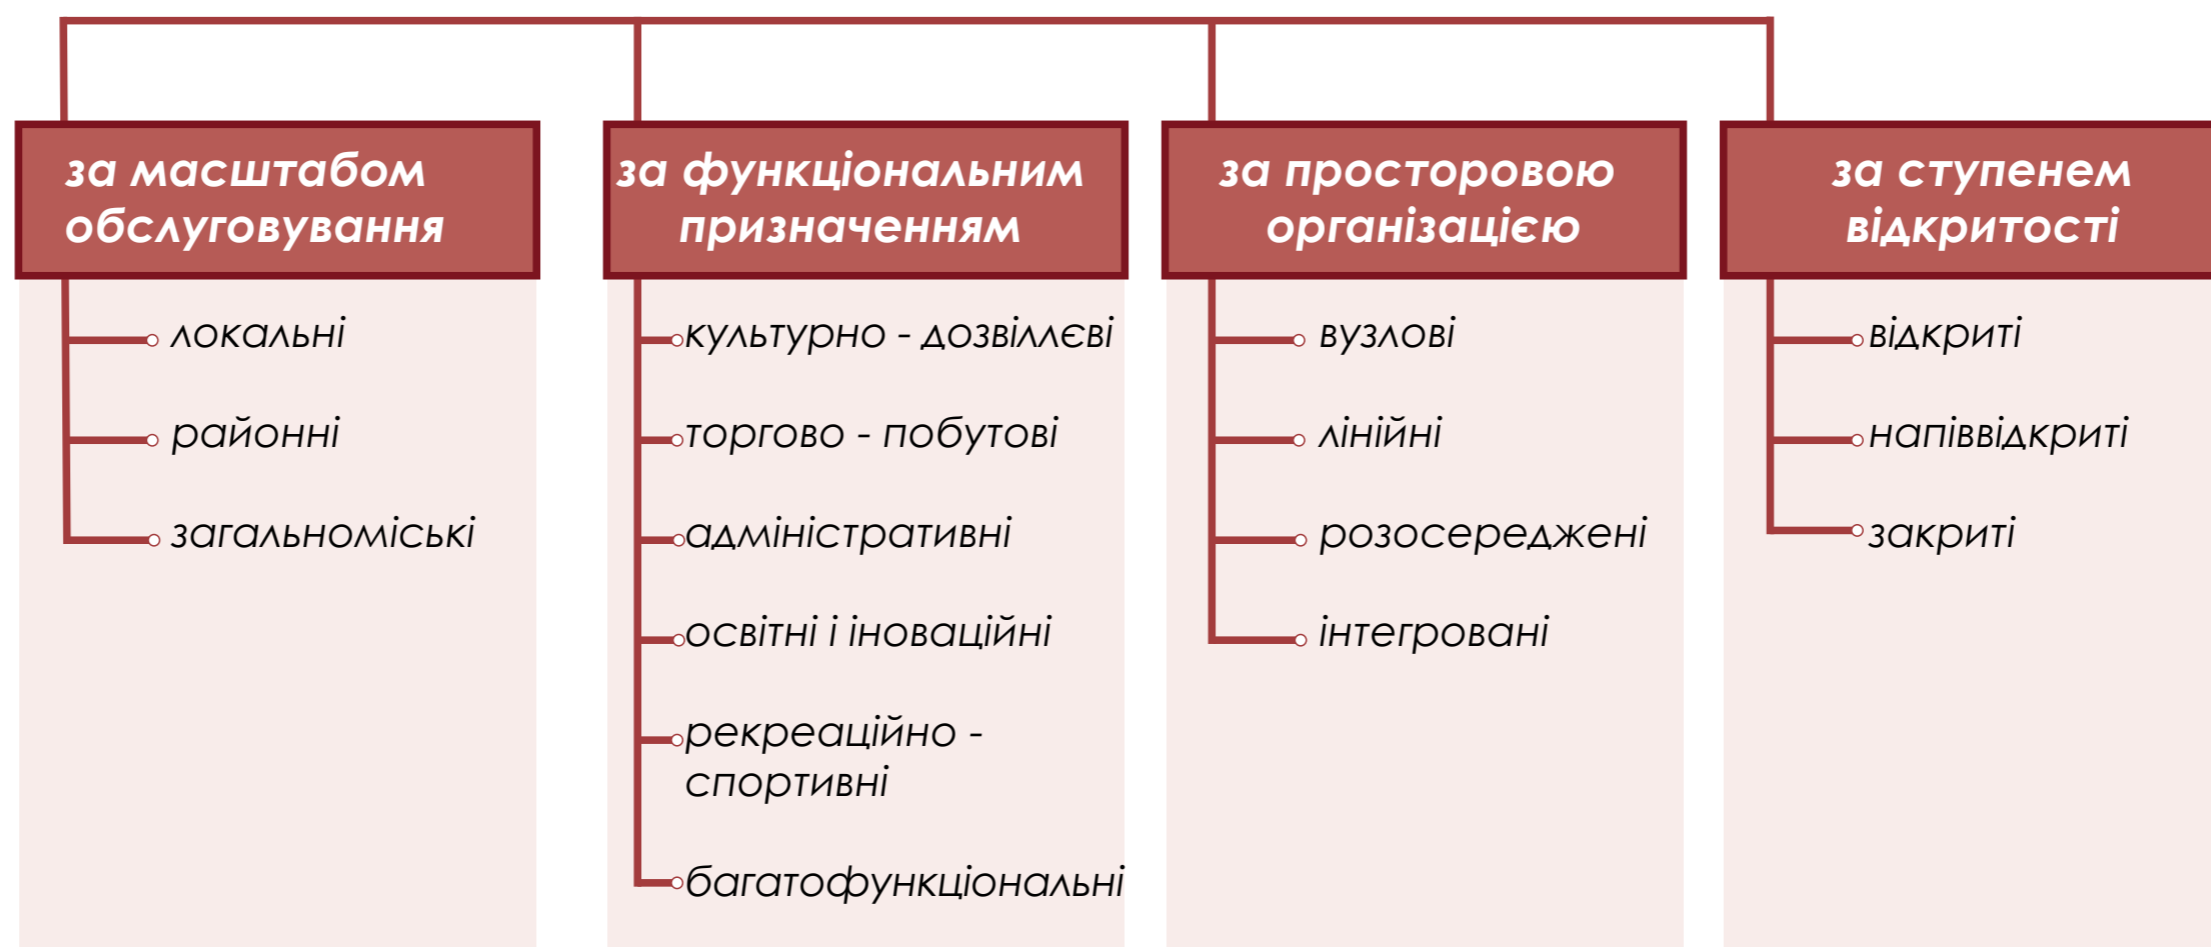 за масштабом
обслуговування
локальні
районні
загальноміські
за функціональним
призначенням
культурно - дозвіллєві
торгово - побутові
адміністративні
освітні і іноваційні
рекреаційно -
спортивні
багатофункціональні
за просторовою
організацією
вузлові
лінійні
розосереджені
інтегровані
за ступенем
відкритості
відкриті
напіввідкриті
закриті